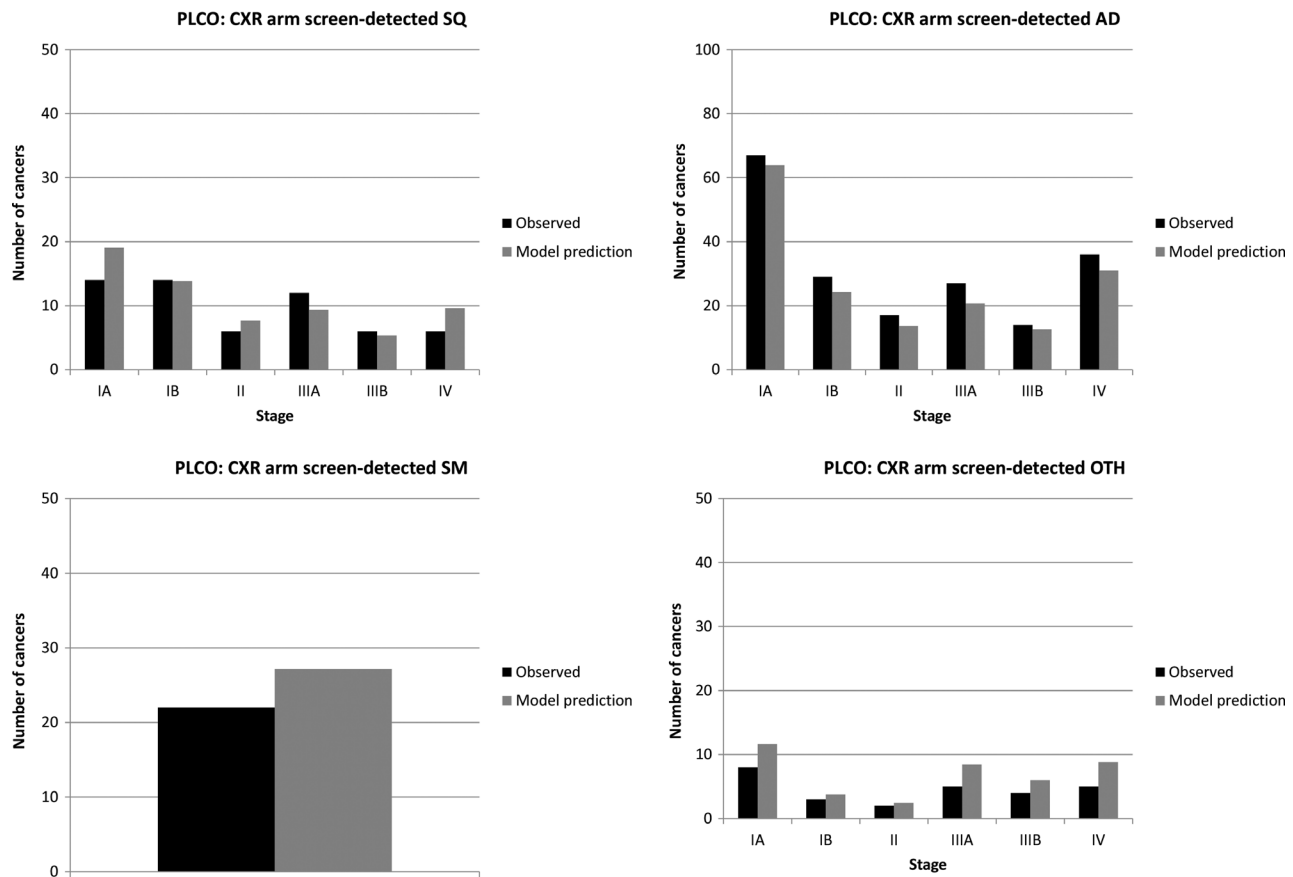 PLCO: CXR arm screen-detected SQ
50
40
30
20
10
0
Number of cancers
IA IB II IIIA IIIB IV
Stage
Observed
Model prediction
PLCO: CXR arm screen-detected AD
100
80
60
40
20
0
Number of cancers
IA IB II IIIA IIIB IV
Stage
Observed
Model prediction
PLCO: CXR arm screen-detected SM
50
40
30
20
10
0
Number of cancers
Observed
Model prediction
PLCO: CXR arm screen-detected OTH
50
40
30
20
10
0
Number of cancers
IA IB II IIIA IIIB IV
Stage
Observed
Model prediction